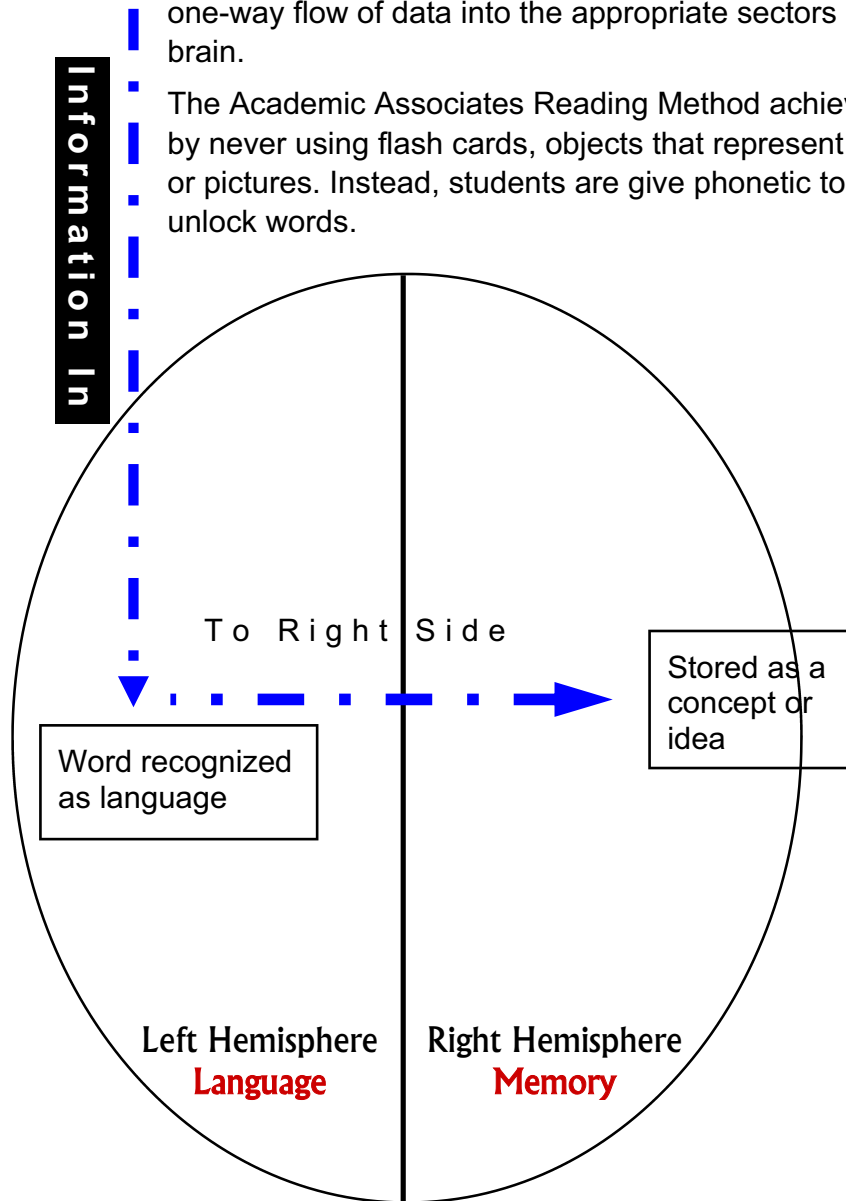 one-way flow of data into the appropriate sectors
brain.
The Academic Associates Reading Method
by never using flash cards, objects that represent
or pictures. Instead, students are give phonetic
unlock words.
Information In
To Right Side
Stored as a
concept or
idea
Word recognized
as language
Left Hemisphere
Language
Right Hemisphere
Memory